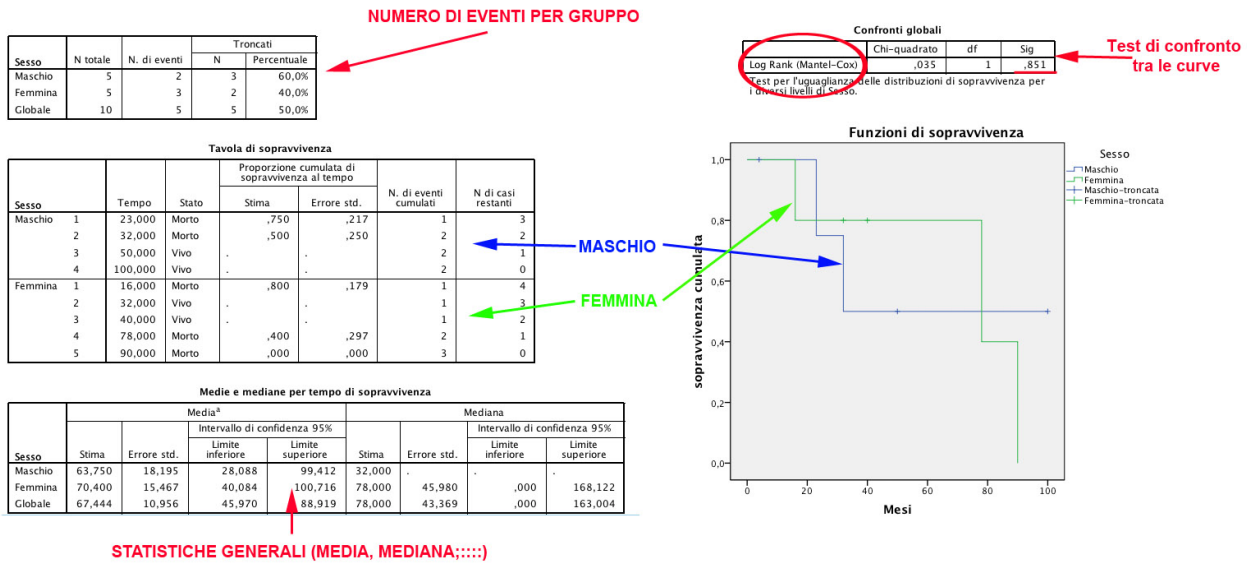 NUMERO DI EVENTI PER GRUPPO
Sesso N totale N. di eventi Troncati
N Percentuale
Maschio 5 2 3 60,0%
Femmina 5 3 2 40,0%
Globale 10 5 5 50,0%
Confronti globali
Chi-quadrato df Sig
Log Rank (Mantel-Cox) ,035 1 ,851
Test per l'uguaglianza delle distribuzioni di sopravvivenza per
i diversi livelli di Sesso.
Test di confronto
tra le curve
Tavola di sopravvivenza
Proporzione cumulata di
sopravvivenza al tempo
N. di eventi N di casi
Sesso Tempo Stato Stima Errore std. cumulati restanti
Maschio 1 23,000 Morto ,750 ,217 1 3
2 32,000 Morto ,500 ,250 2 2
3 50,000 Vivo . . 2 1
4 100,000 Vivo . . 2 0
Femmina 1 16,000 Morto ,800 ,179 1 4
2 32,000 Vivo . . 1 3
3 40,000 Vivo . . 1 2
4 78,000 Morto ,400 ,297 2 1
5 90,000 Morto ,000 ,000 3 0
MASCHIO
FEMMINA
Funzioni di sopravvivenza
sopravvivenza cumulata
1,0
0,8
0,6
0,4
0,2
0,0
0 20 40 60 80 100
Mesi
Sesso
Maschio
Femmina
Maschio-troncata
Femmina-troncata
Medie e mediane per tempo di sopravvivenza
Mediaª Mediana
Intervallo di confidenza 95% Intervallo di confidenza 95%
Limite Limite Limite Limite
Sesso Stima Errore std. inferiore superiore Stima Errore std. inferiore superiore
Maschio 63,750 18,195 28,088 99,412 32,000 . . .
Femmina 70,400 15,467 40,084 100,716 78,000 45,980 ,000 168,122
Globale 67,444 10,956 45,970 88,919 78,000 43,369 ,000 163,004
STATISTICHE GENERALI (MEDIA, MEDIANA;:::::)